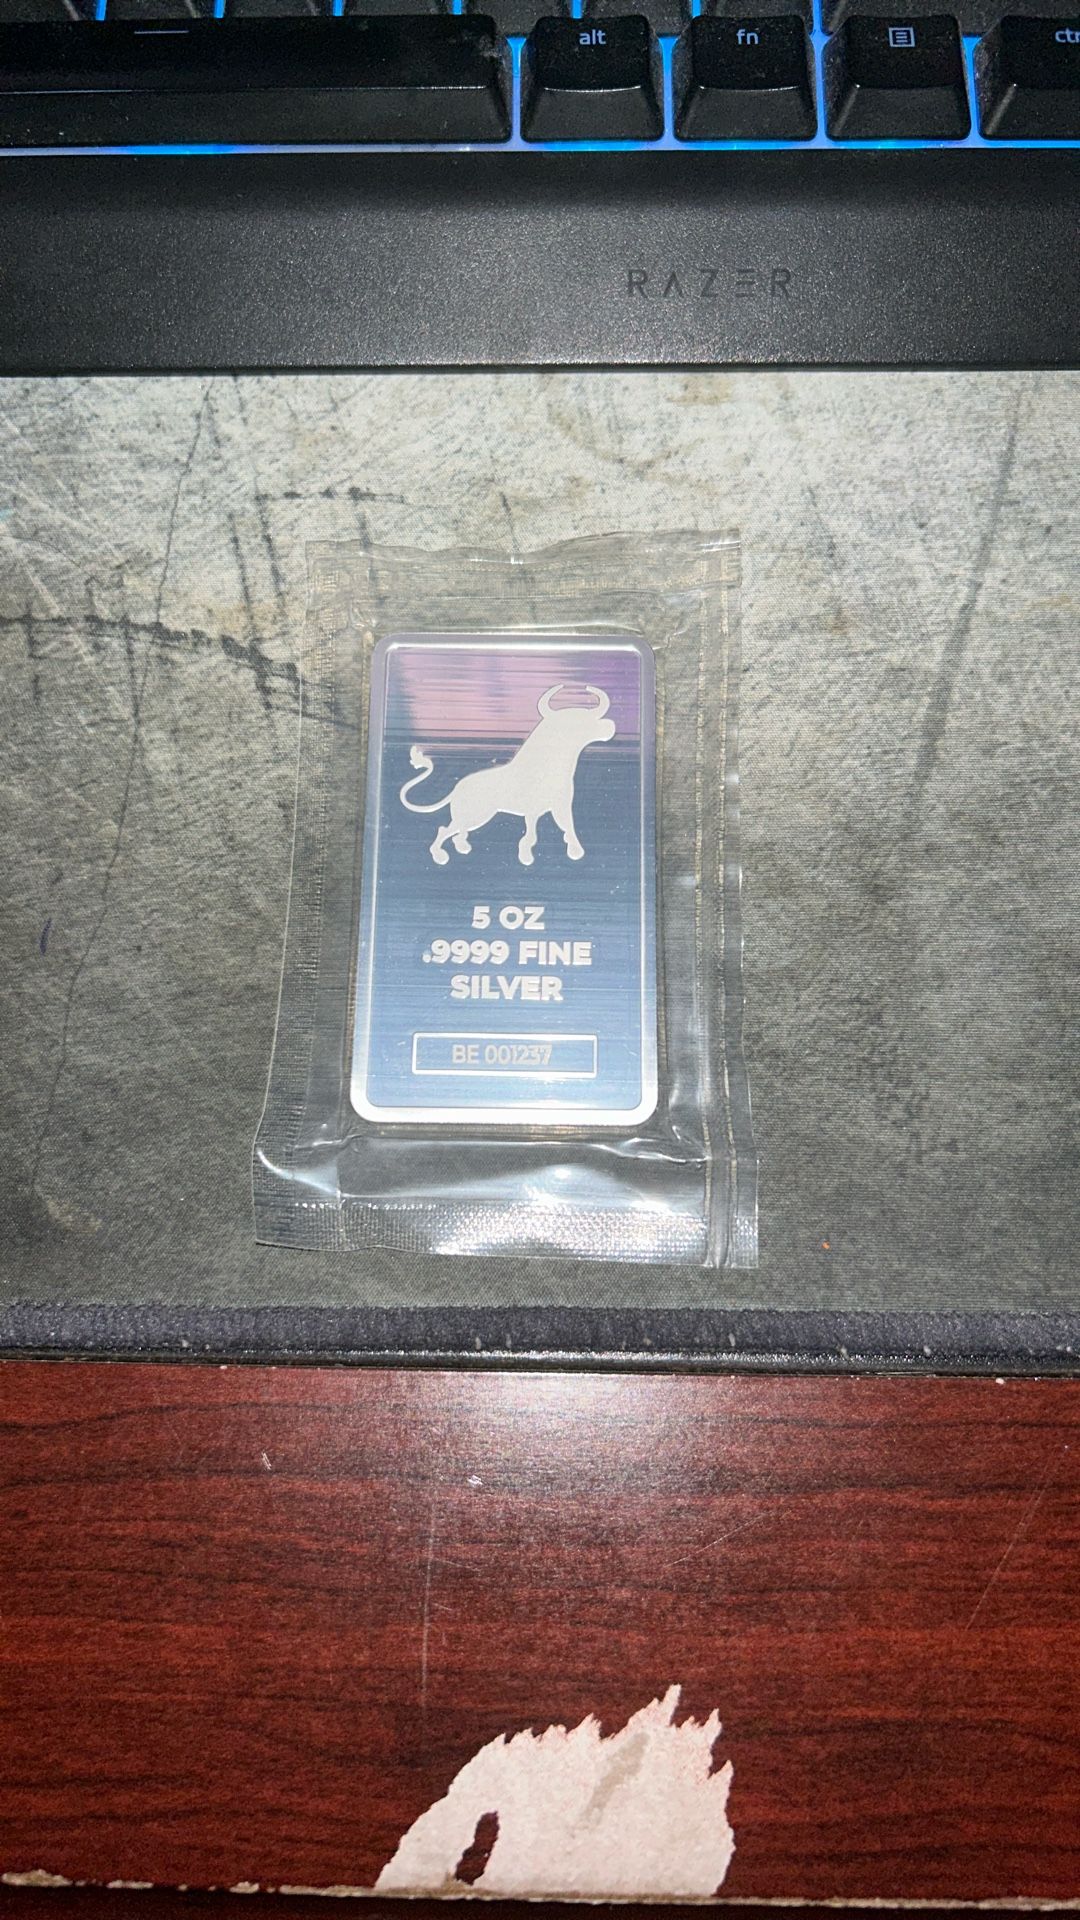 alt fn ctr
RAZER
5 OZ
.9999 FINE
SILVER
BE 001237